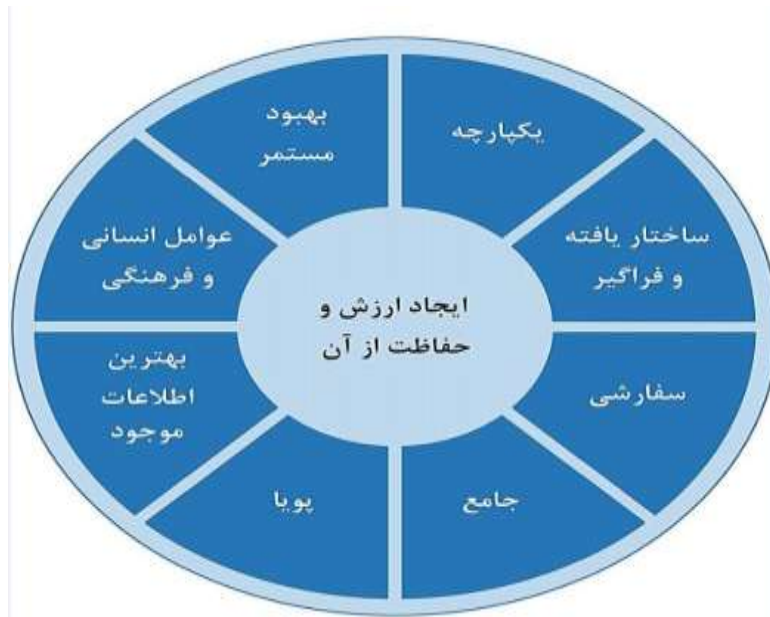 یکپارچه
ساختار یافته
و فراگیر
سفارشی
جامع
پویا
بهترین
اطلاعات
موجود
عوامل انسانی
و فرهنگی
بهبود
مستمر
ایجاد ارزش و
حفاظت از آن